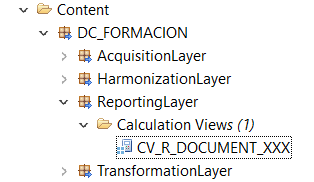 Content
DC_FORMACION
AcquisitionLayer
HarmonizationLayer
ReportingLayer
Calculation Views (1)
CV_R_DOCUMENT_XXX
TransformationLayer